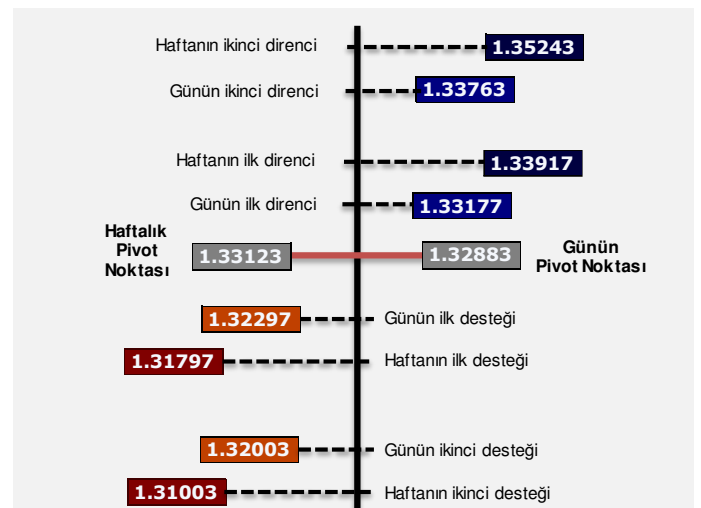 Haftanın ikinci direnci 1.35243
Günün ikinci direnci 1.33763
Haftanın ilk direnci 1.33917
Günün ilk direnci 1.33177
Haftalık
Pivot
Noktası
1.33123
1.32883
Günün
Pivot Noktası
1.32297 Günün ilk desteği
1.31797 Haftanın ilk desteği
1.32003 Günün ikinci desteği
1.31003 Haftanın ikinci desteği